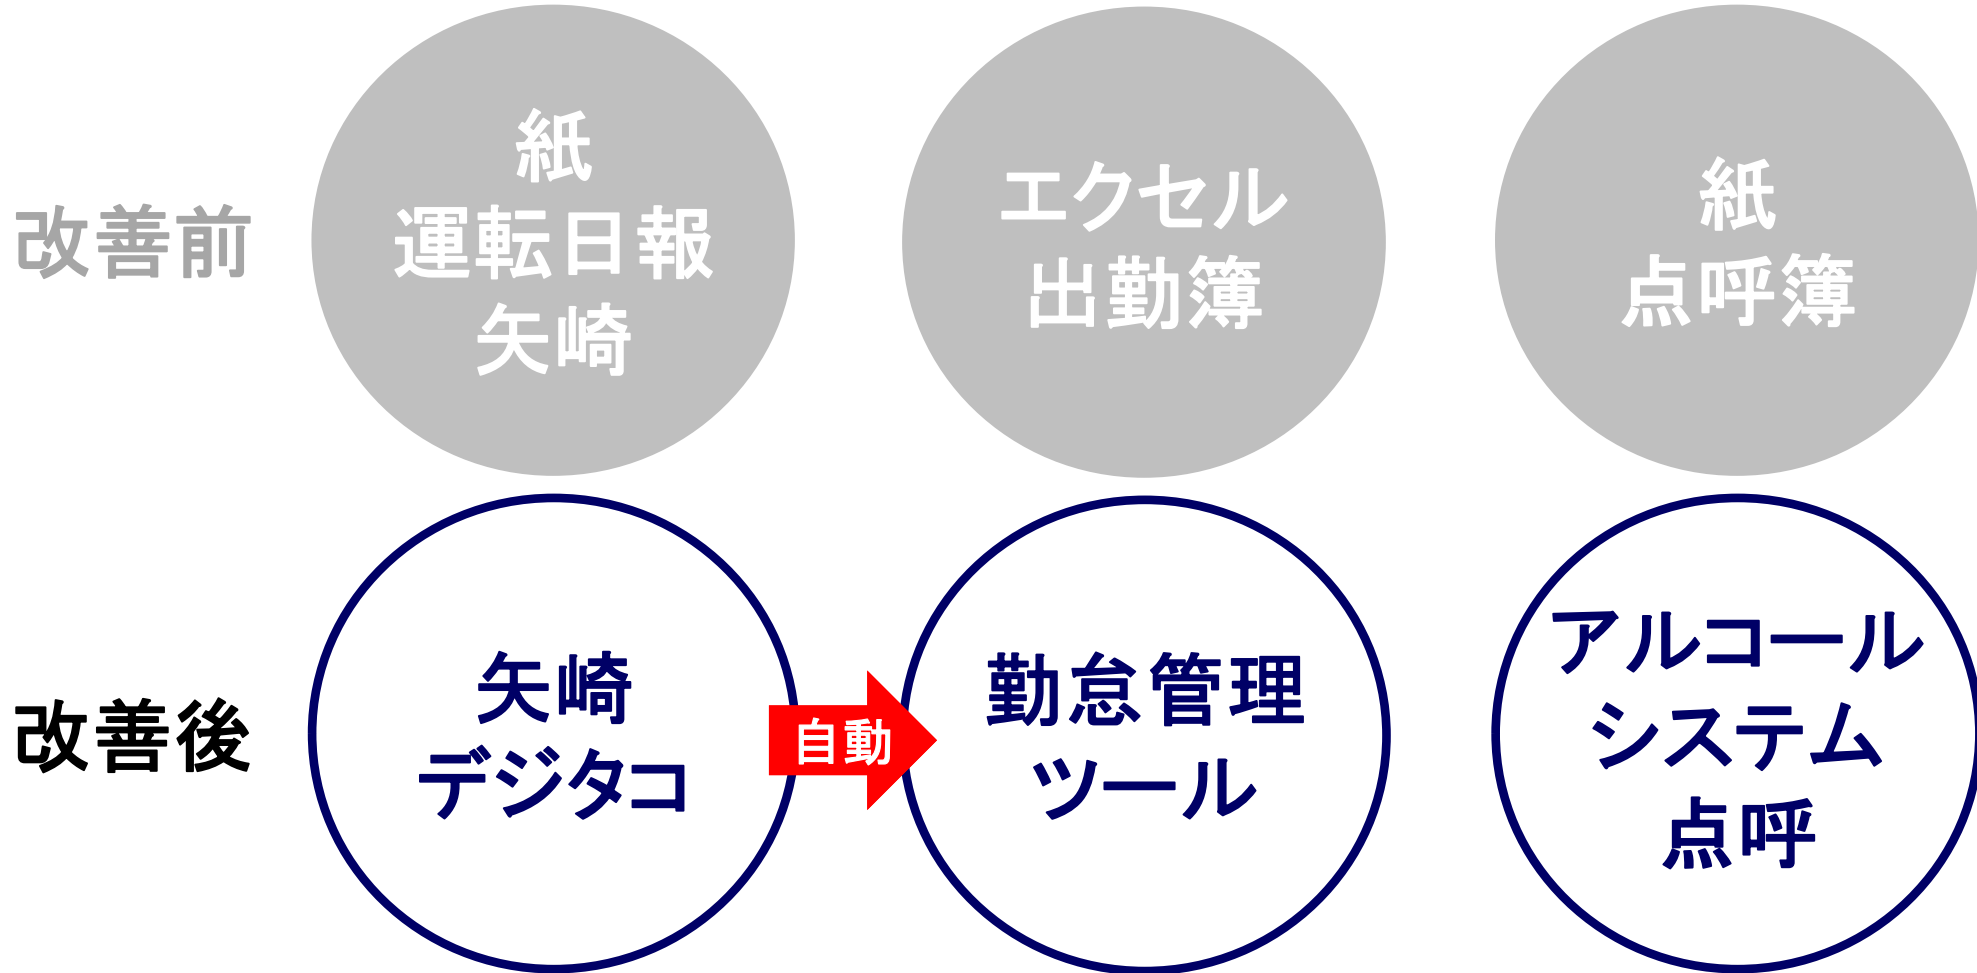 改善前
紙
運転日報
矢崎
エクセル
出勤簿
紙
点呼簿
改善後
矢崎
デジタコ
自動
勤怠管理
ツール
アルコール
システム
点呼